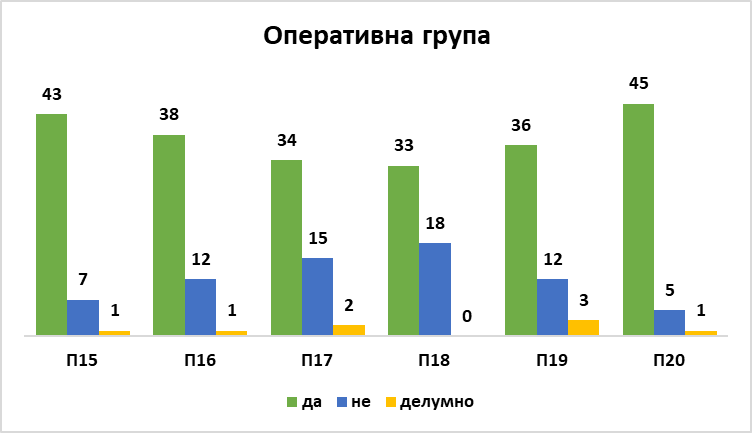 Оперативна група
43 7 1
38 12 1
34 15 2
33 18 0
36 12 3
45 5 1
П15 П16 П17 П18 П19 П20
да не делумно